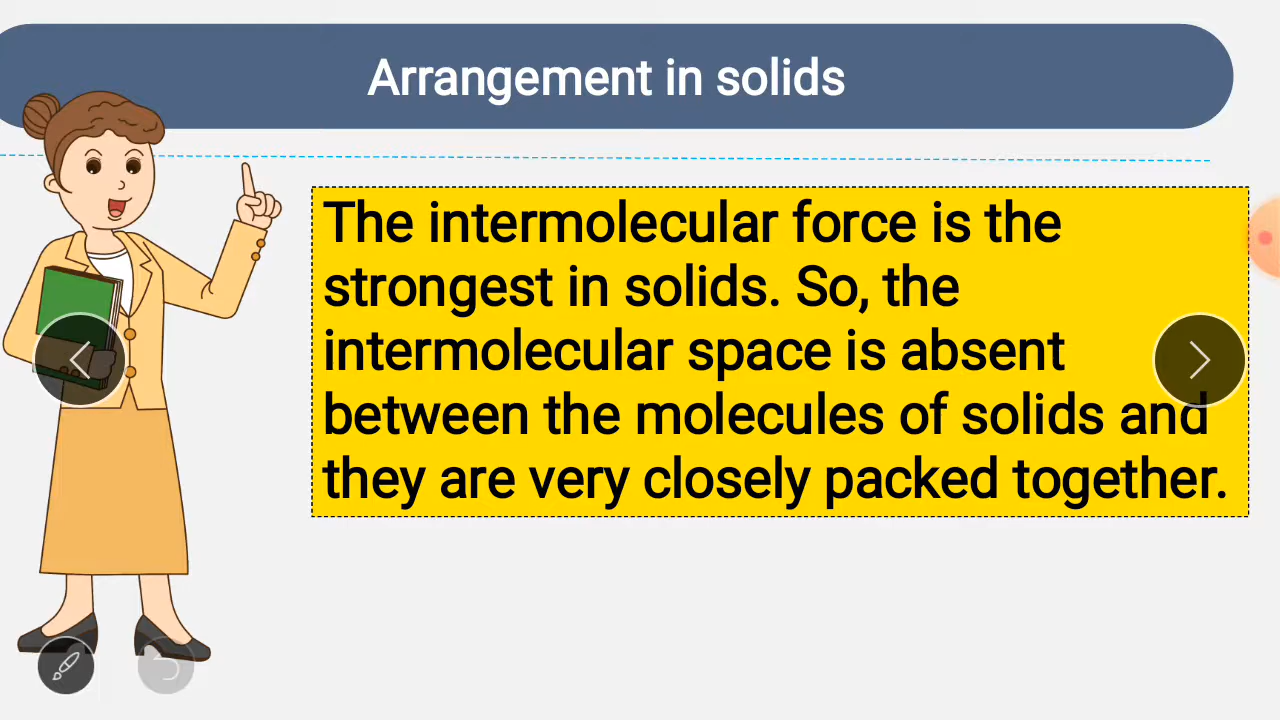 Arrangement in solids
The intermolecular force is the
strongest in solids. So, the
intermolecular space is absent
between the molecules of solids and
they are very closely packed together.